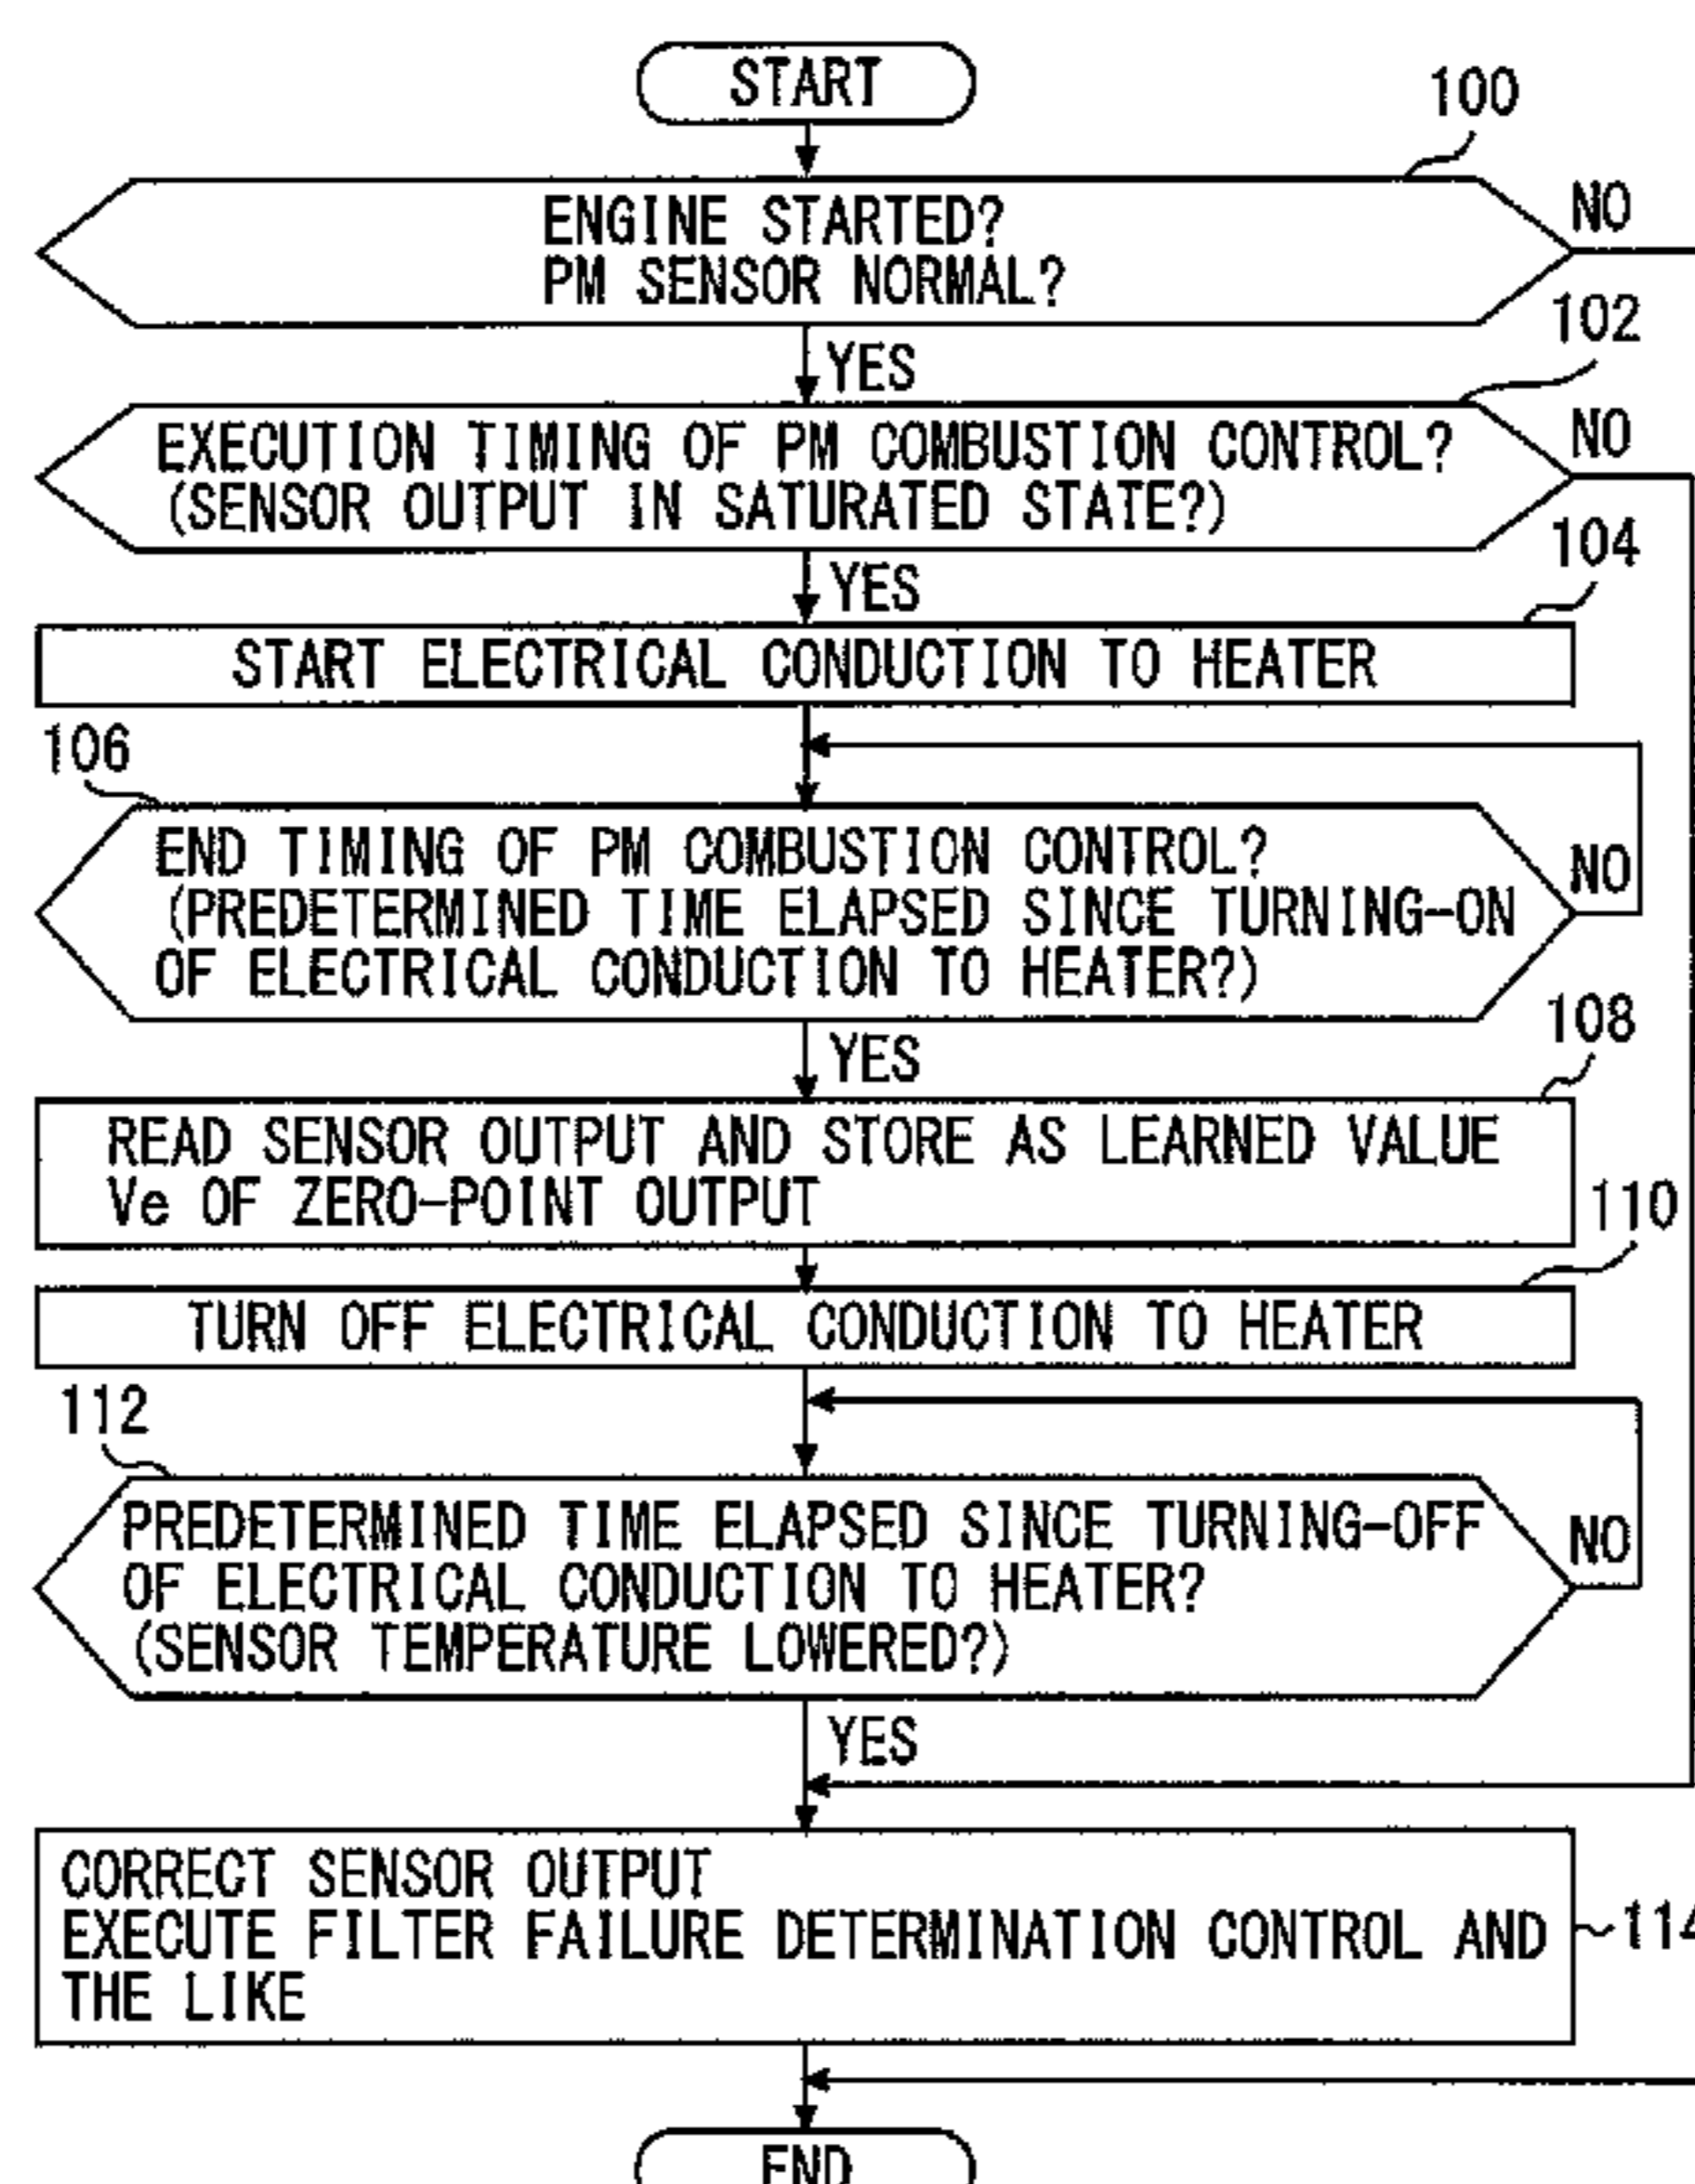 START
100
ENGINE STARTED?
PM SENSOR NORMAL?
NO
YES
102
EXECUTION TIMING OF PM COMBUSTION CONTROL?
(SENSOR OUTPUT IN SATURATED STATE?)
NO
YES
104
START ELECTRICAL CONDUCTION TO HEATER
106
END TIMING OF PM COMBUSTION CONTROL?
(PREDETERMINED TIME ELAPSED SINCE TURNING-ON
OF ELECTRICAL CONDUCTION TO HEATER?)
NO
YES
108
READ SENSOR OUTPUT AND STORE AS LEARNED VALUE
Ve OF ZERO-POINT OUTPUT
110
TURN OFF ELECTRICAL CONDUCTION TO HEATER
112
PREDETERMINED TIME ELAPSED SINCE TURNING-OFF
OF ELECTRICAL CONDUCTION TO HEATER?
(SENSOR TEMPERATURE LOWERED?)
NO
YES
CORRECT SENSOR OUTPUT
EXECUTE FILTER FAILURE DETERMINATION CONTROL AND
THE LIKE
114
END